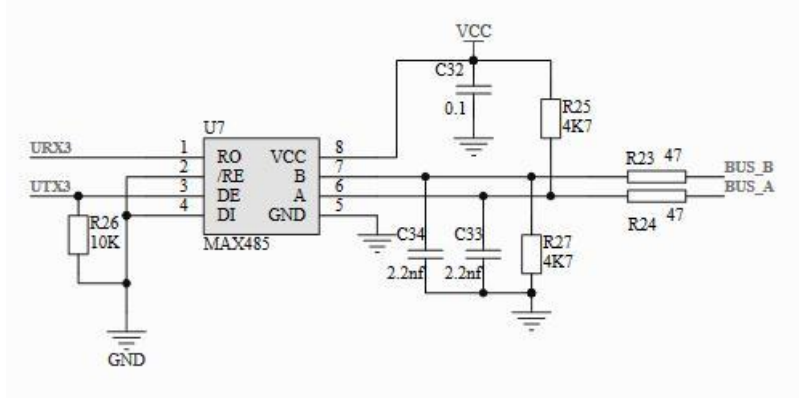 VCC
C32
0.1
R25
4K7
U7
URX3
1
RO
VCC
8
2
/RE
B
7
UTX3
3
DE
A
6
4
DI
GND
5
MAX485
R26
10K
GND
C34
2.2nf
C33
2.2nf
R27
4K7
R23 47
BUS_B
BUS_A
R24 47